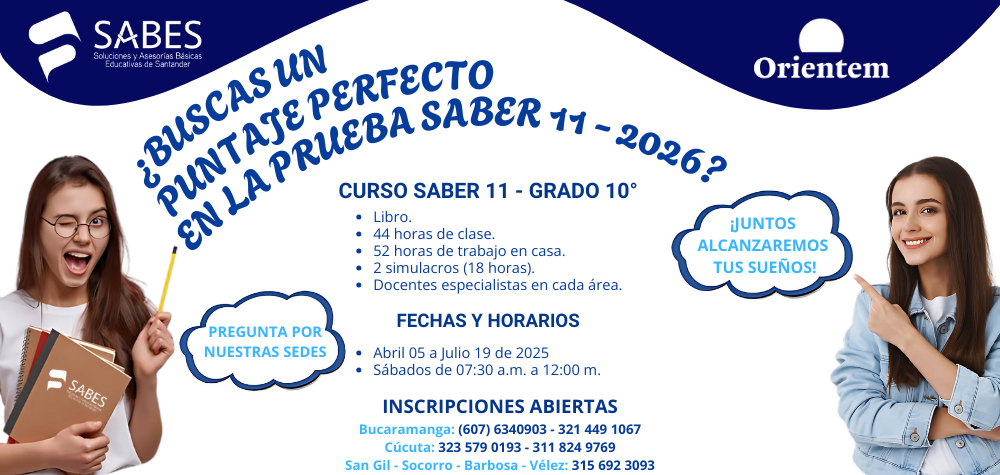 SABES
Soluciones y Asesorías Básicas
Educativas de Santander
Orientem
¿BUSCAS UN
PUNTAJE PERFECTO
EN LA PRUEBA SABER 11 - 2026?
CURSO SABER 11 - GRADO 10°
Libro.
44 horas de clase.
52 horas de trabajo en casa.
2 simulacros (18 horas).
Docentes especialistas en cada área.
¡JUNTOS
ALCANZAREMOS
TUS SUEÑOS!
PREGUNTA POR
NUESTRAS SEDES
FECHAS Y HORARIOS
Abril 05 a Julio 19 de 2025
Sábados de 07:30 a.m. a 12:00 m.
SABES
INSCRIPCIONES ABIERTAS
Bucaramanga: (607) 6340903 - 321 449 1067
Cúcuta: 323 579 0193 - 311 824 9769
San Gil - Socorro - Barbosa - Vélez: 315 692 3093